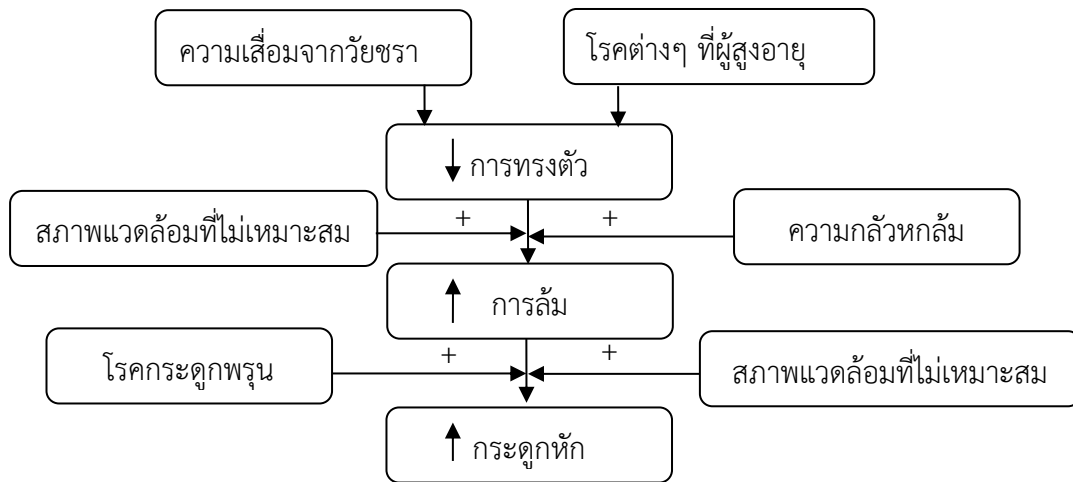 ความเสื่อมจากวัยชรา
โรคต่างๆ ที่ผู้สูงอายุ
↓ การทรงตัว
+ +
สภาพแวดล้อมที่ไม่เหมาะสม
ความกลัวหกล้ม
↑ การล้ม
+ +
โรคกระดูกพรุน
สภาพแวดล้อมที่ไม่เหมาะสม
↑ กระดูกหัก